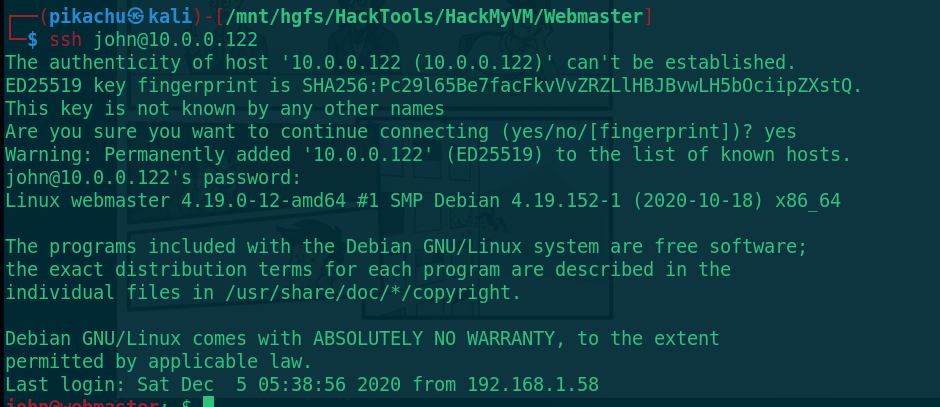 ┌──(pikachu㉿kali)-[/mnt/hgfs/HackTools/HackMyVM/Webmaster]
└─$ ssh john@10.0.0.122
The authenticity of host '10.0.0.122 (10.0.0.122)' can't be established.
ED25519 key fingerprint is SHA256:Pc29l65Be7facFkvVvZRZLlHBJBvwLH5bOciipZXstQ.
This key is not known by any other names
Are you sure you want to continue connecting (yes/no/[fingerprint])? yes
Warning: Permanently added '10.0.0.122' (ED25519) to the list of known hosts.
john@10.0.0.122's password:
Linux webmaster 4.19.0-12-amd64 #1 SMP Debian 4.19.152-1 (2020-10-18) x86_64
The programs included with the Debian GNU/Linux system are free software;
the exact distribution terms for each program are described in the
individual files in /usr/share/doc/*/copyright.
Debian GNU/Linux comes with ABSOLUTELY NO WARRANTY, to the extent
permitted by applicable law.
Last login: Sat Dec  5 05:38:56 2020 from 192.168.1.58
john@webmaster:~$